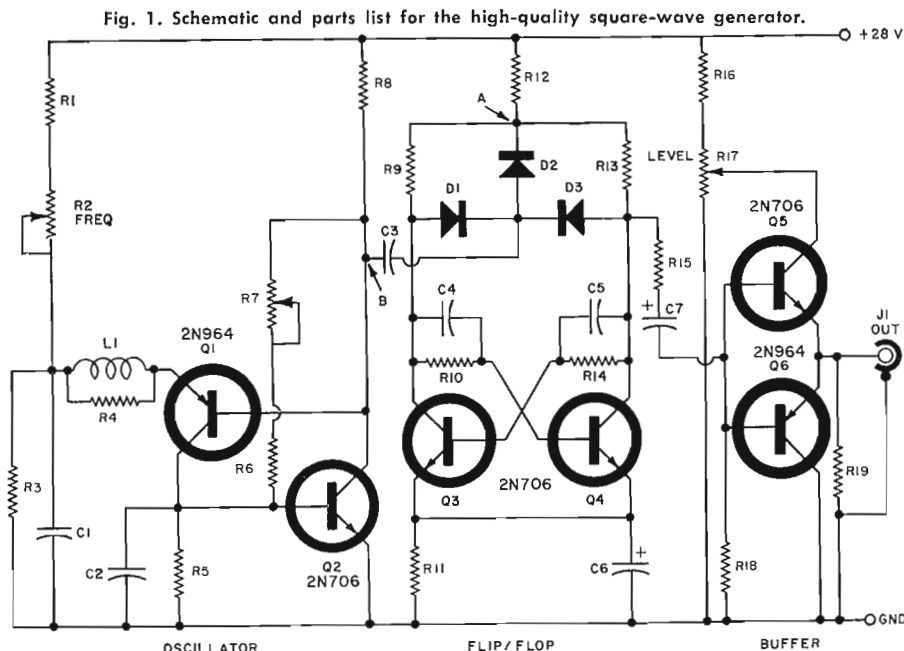 Fig. 1. Schematic and parts list for the high-quality square-wave generator.
+28 V
R1
R8
R12
R16
A
R9
D2
R13
LEVEL
R17
R2
FREQ
D1
D3
2N706
Q5
C3
R15
R7
B
C4
C5
+
C7
J1
OUT
2N964
Q1
L1
2N964
Q6
R10
R14
R4
R6
R3
Q3
2N706
Q4
R19
C1
C2
R5
Q2
2N706
R11
+
C6
R18
GND
OSCILLATOR
FLIP/FLOP
BUFFER